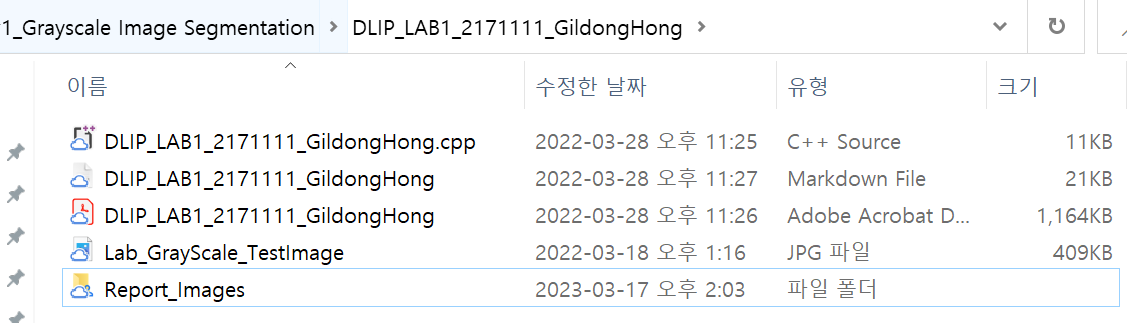 1_Grayscale Image Segmentation > DLIP_LAB1_2171111_GildongHong >
이름 수정한 날짜 유형 크기
DLIP_LAB1_2171111_GildongHong.cpp 2022-03-28 오후 11:25 C++ Source 11KB
DLIP_LAB1_2171111_GildongHong 2022-03-28 오후 11:27 Markdown File 21KB
DLIP_LAB1_2171111_GildongHong 2022-03-28 오후 11:26 Adobe Acrobat D... 1,164KB
Lab_GrayScale_TestImage 2022-03-18 오후 1:16 JPG 파일 409KB
Report_Images 2023-03-17 오후 2:03 파일 폴더